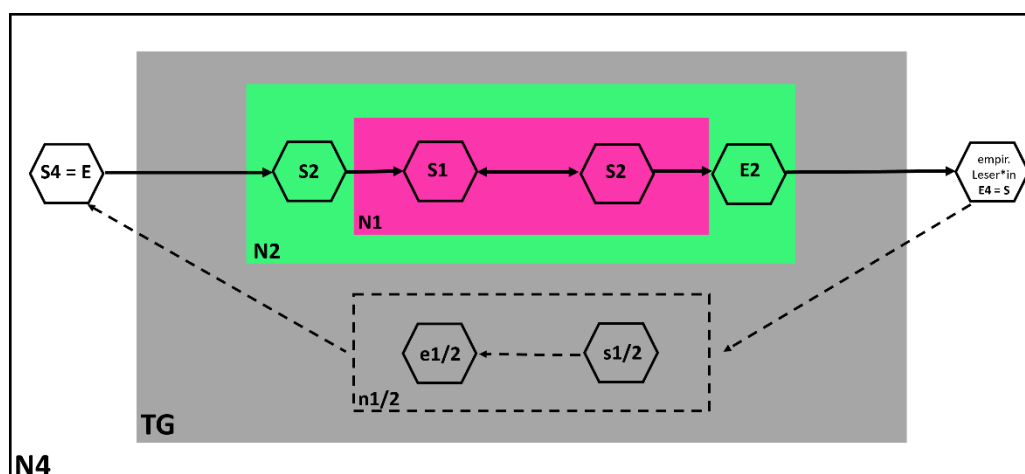 S4 = E
S2
S1
S2
E2
empir.
Leser*in
E4 = S
N1
N2
e1/2
s1/2
n1/2
TG
N4